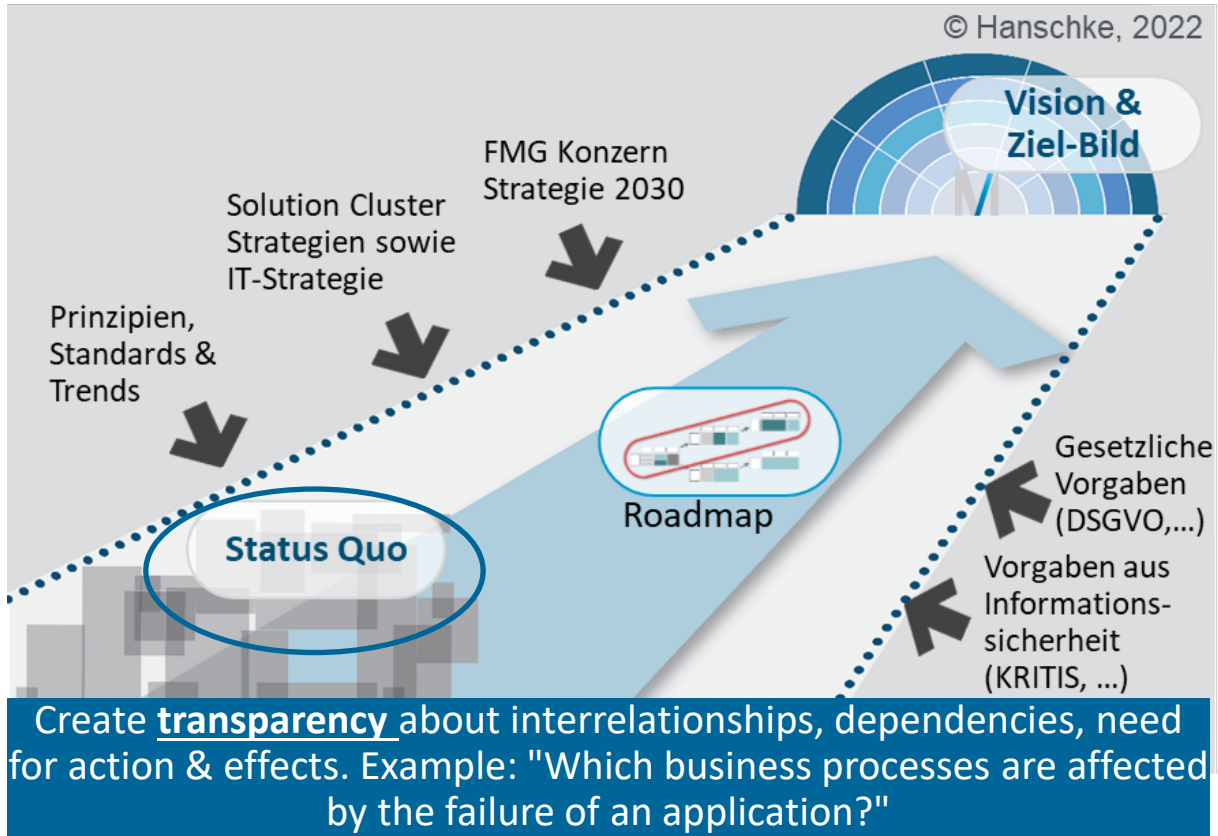 © Hanschke, 2022
Vision &
Ziel-Bild
M
FMG Konzern
Strategie 2030
Solution Cluster
Strategien sowie
IT-Strategie
Prinzipien,
Standards &
Trends
Status Quo
Roadmap
Gesetzliche
Vorgaben
(DSGVO,...)
Vorgaben aus
Informations-
sicherheit
(KRITIS, ...)
Create transparency about interrelationships, dependencies, need
for action & effects. Example: "Which business processes are affected
by the failure of an application?"